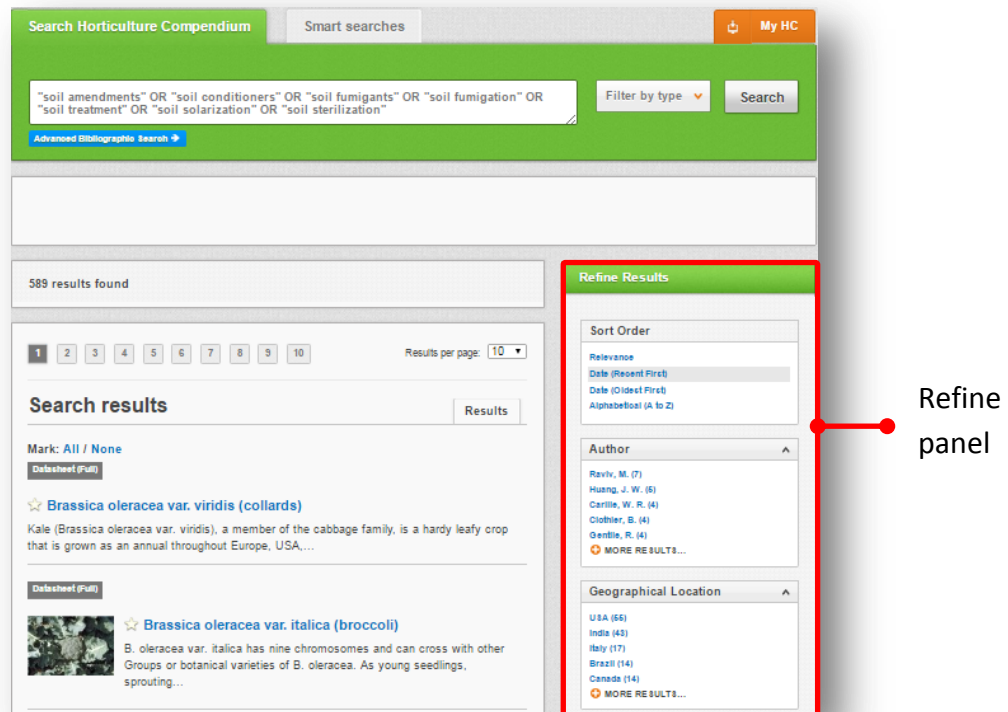 Search Horticulture Compendium
Smart searches
My HC
"soil amendments" OR "soil conditioners" OR "soil fumigants" OR "soil fumigation" OR
"soil treatment" OR "soil solarization" OR "soil sterilization"
Filter by type
Search
Advanced Bibliographic Search
589 results found
1 2 3 4 5 6 7 8 9 10
Results per page: 10
Search results
Results
Mark: All / None
Datasheet (Full)
Brassica oleracea var. viridis (collards)
Kale (Brassica oleracea var. viridis), a member of the cabbage family, is a hardy leafy crop
that is grown as an annual throughout Europe, USA,...
Datasheet (Full)
Brassica oleracea var. italica (broccoli)
B. oleracea var. italica has nine chromosomes and can cross with other
Groups or botanical varieties of B. oleracea. As young seedlings,
sprouting...
Refine Results
Sort Order
Relevance
Date (Recent First)
Date (Oldest First)
Alphabetical (A to Z)
Author
Raviv, M. (7)
Huang, J. W. (5)
Carlile, W. R. (4)
Clothier, B. (4)
Gentile, R. (4)
MORE RESULTS...
Geographical Location
USA (55)
India (43)
Italy (17)
Brazil (14)
Canada (14)
MORE RESULTS...
Refine
panel